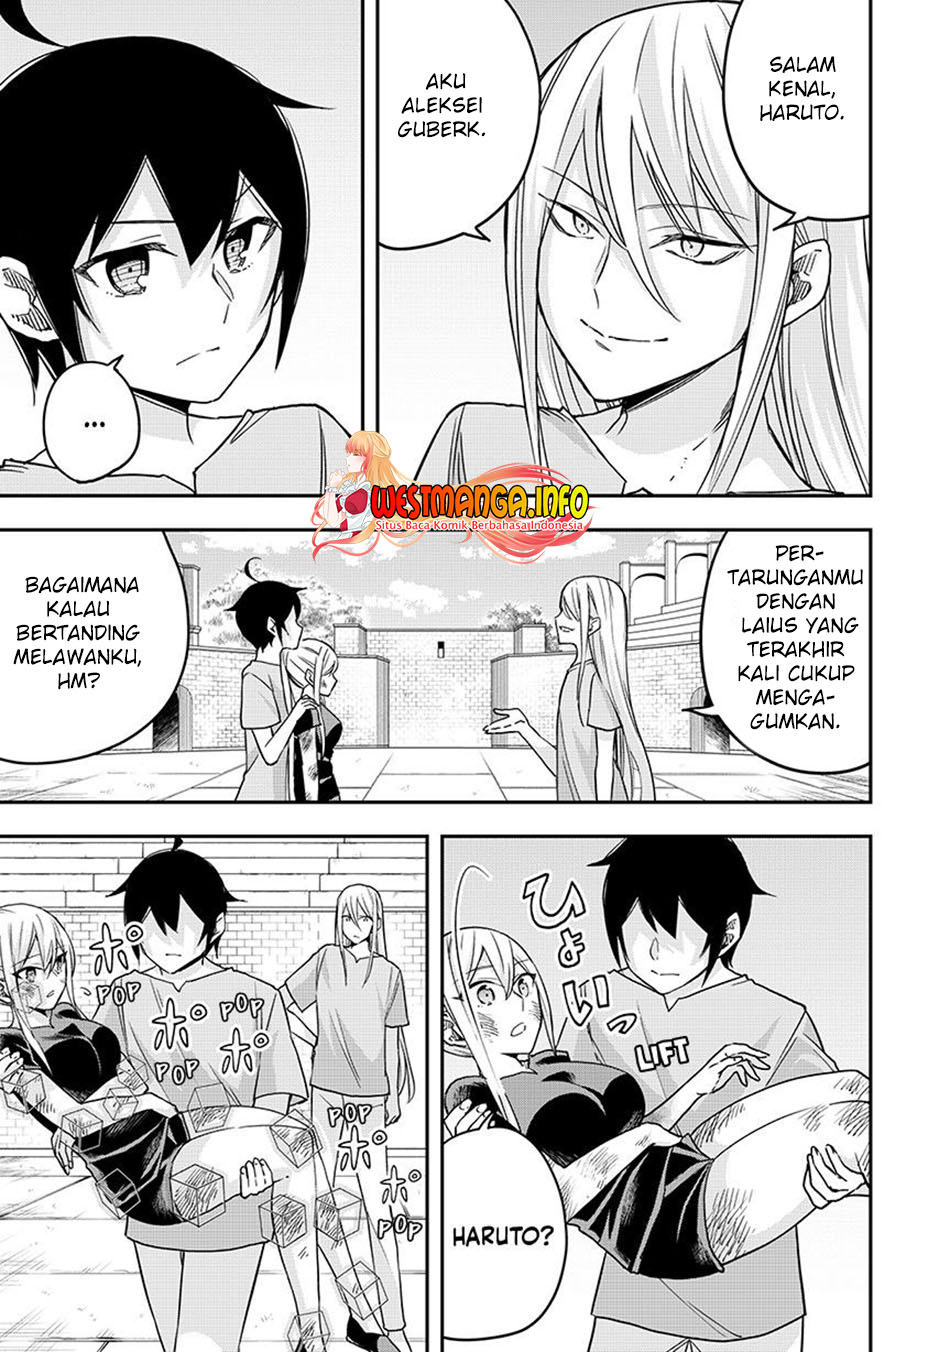 SALAM
KENAL,
HARUTO.
AKU
ALEKSEI
GUBERK.
...
WESTMANGA.INFO
Situs Baca Komik Berbahasa Indonesia
PER-
TARUNGANMU
DENGAN
LAIUS YANG
TERAKHIR
KALI CUKUP
MENGA-
GUMKAN.
BAGAIMANA
KALAU
BERTANDING
MELAWANKU,
HM?
ひょいっ
LIFT
HARUTO?
ポ
POP
ポ
POP
ポ
POP
POP
ポ
ポ
POP